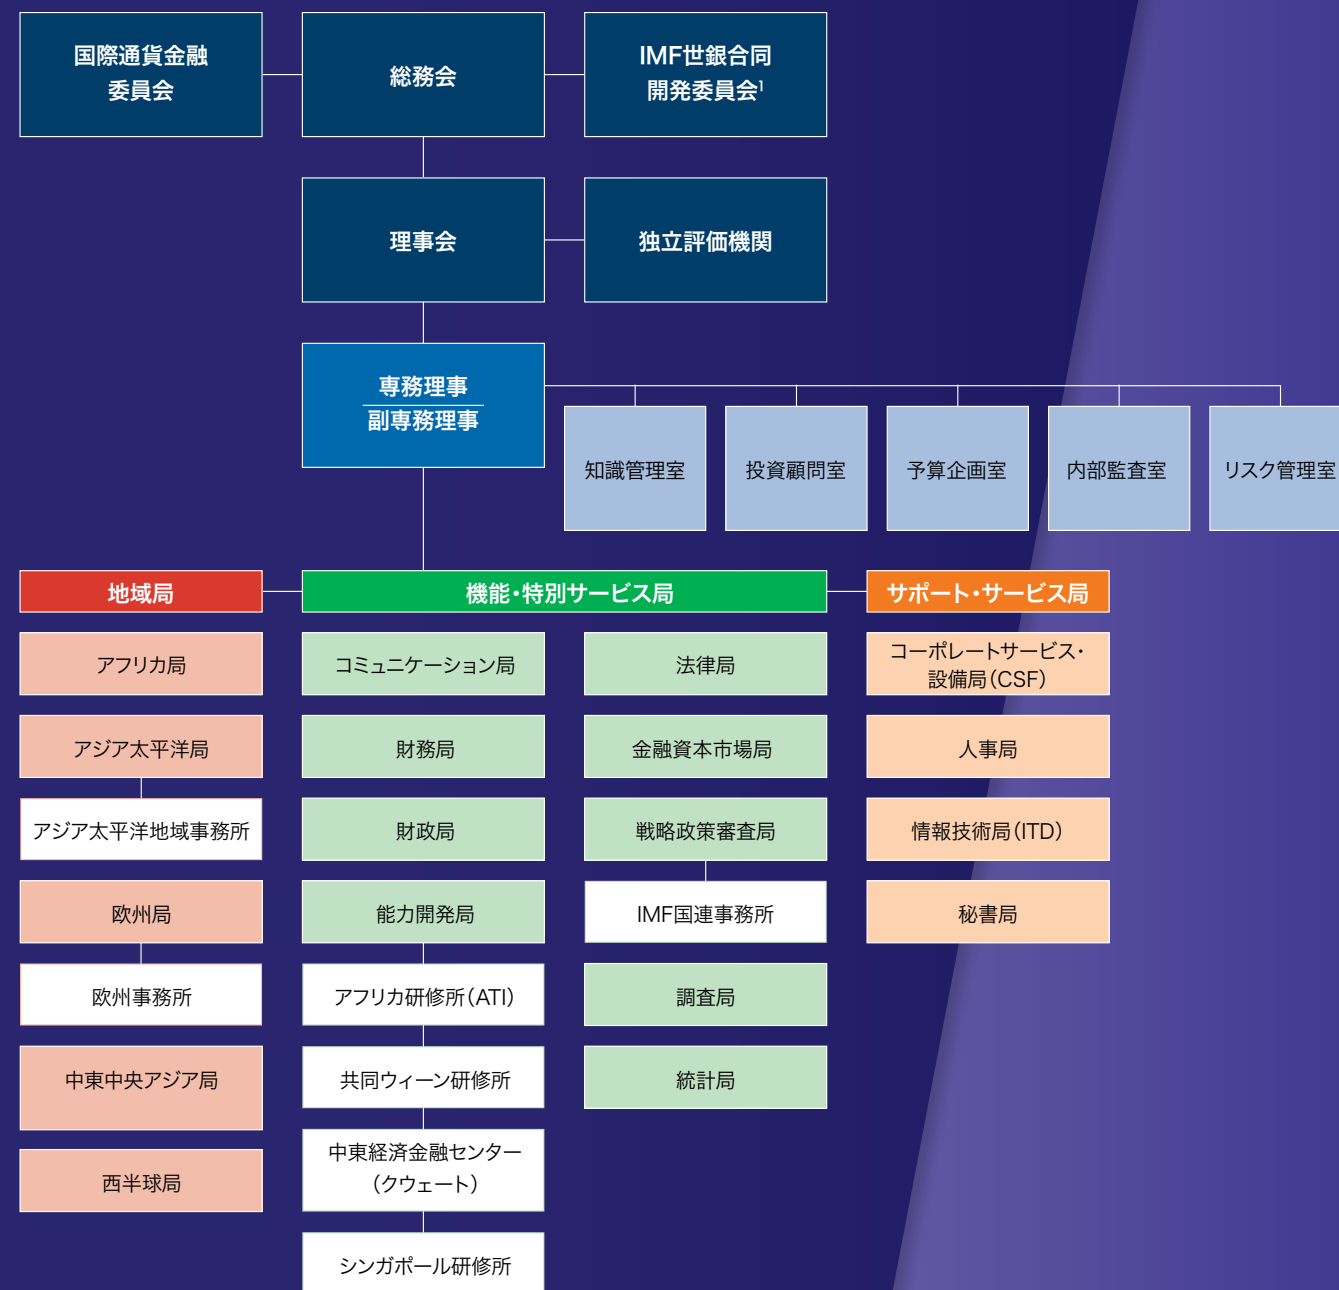 国際通貨金融
委員会
総務会
IMF世銀合同
開発委員会1
理事会
独立評価機関
専務理事
副専務理事
知識管理室
投資顧問室
予算企画室
内部監査室
リスク管理室
地域局
機能・特別サービス局
サポート・サービス局
アフリカ局
アジア太平洋局
アジア太平洋地域事務所
欧州局
欧州事務所
中東中央アジア局
西半球局
コミュニケーション局
財務局
財政局
能力開発局
アフリカ研修所（ATI）
共同ウィーン研修所
中東経済金融センター
（クウェート）
シンガポール研修所
法律局
金融資本市場局
戦略政策審査局
IMF国連事務所
調査局
統計局
コーポレートサービス・
設備局（CSF）
人事局
情報技術局（ITD）
秘書局